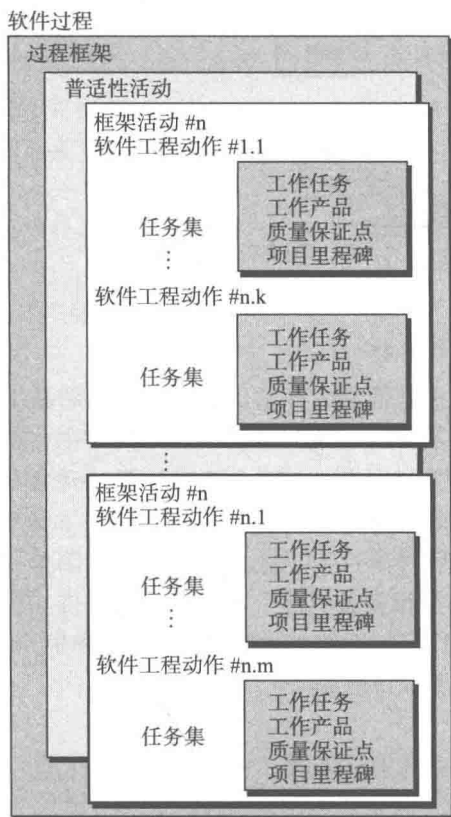 软件过程
过程框架
普适性活动
框架活动 #n
软件工程动作 #1.1
工作任务
工作产品
质量保证点
项目里程碑
任务集
⋮
软件工程动作 #n.k
工作任务
工作产品
质量保证点
项目里程碑
任务集
⋮
框架活动 #n
软件工程动作 #n.1
工作任务
工作产品
质量保证点
项目里程碑
任务集
⋮
软件工程动作 #n.m
工作任务
工作产品
质量保证点
项目里程碑
任务集